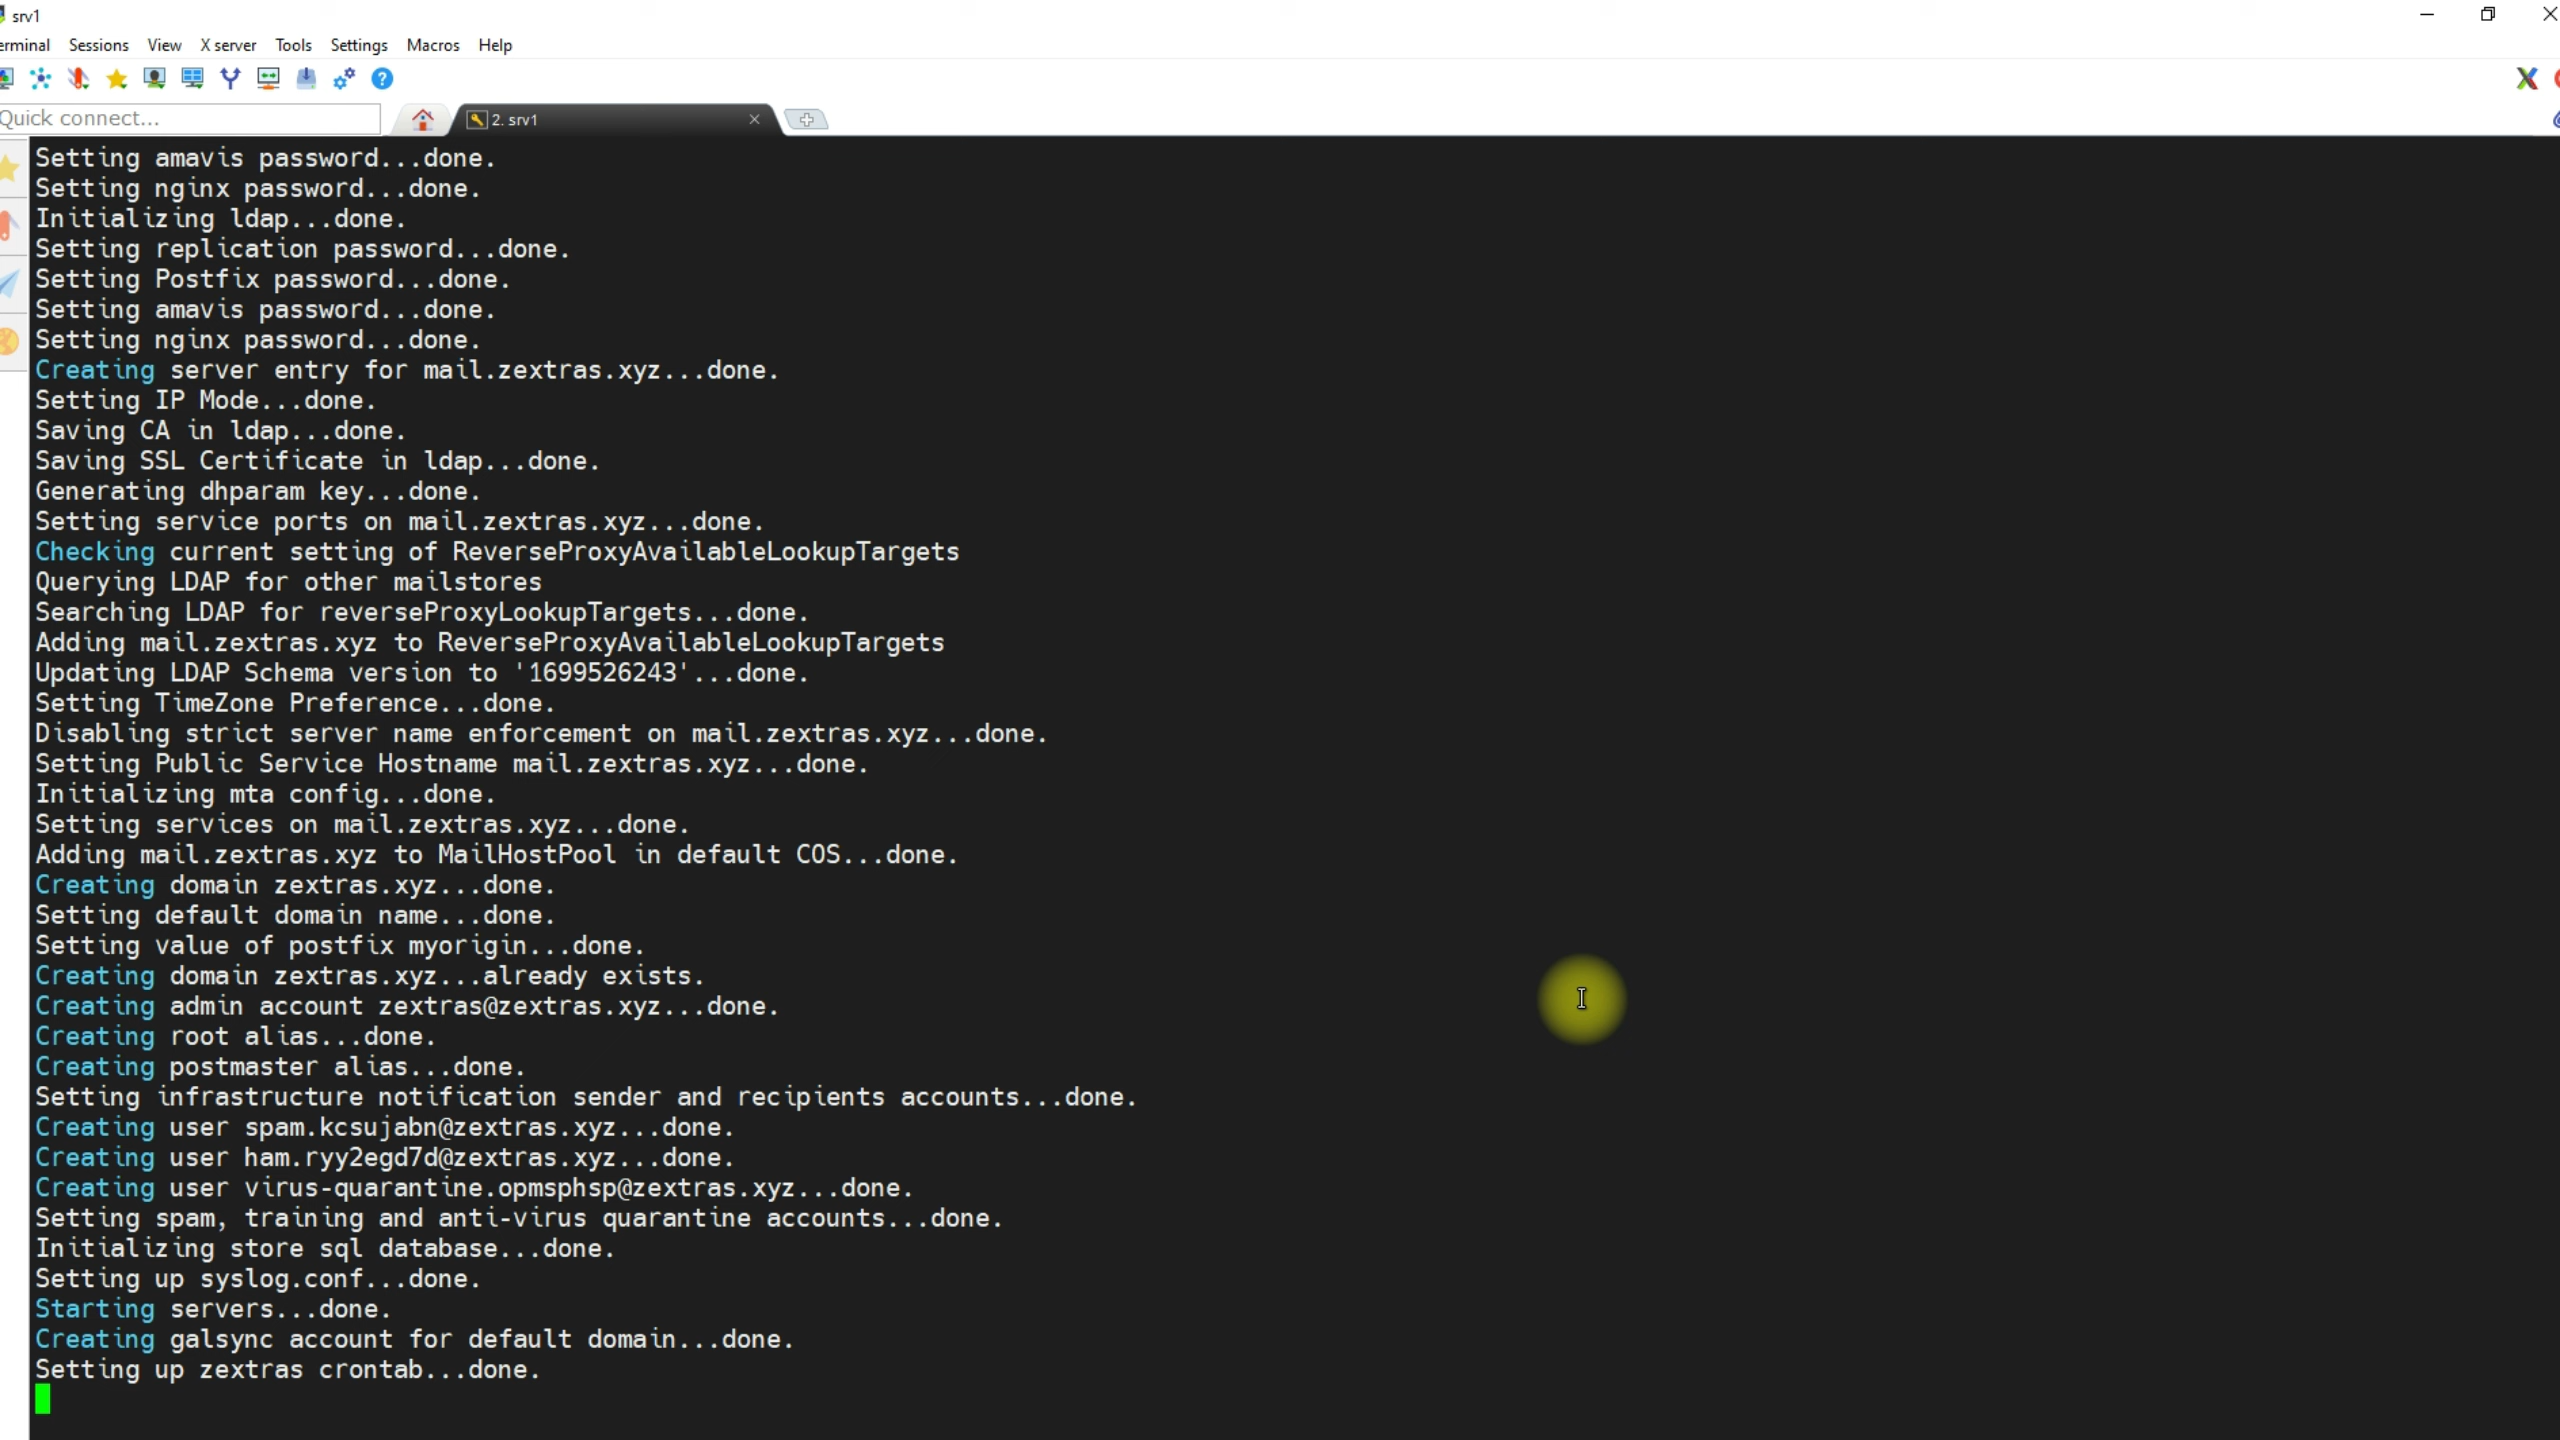 srv1
erminal Sessions View X server Tools Settings Macros Help
Quick connect...
2. srv1
Setting amavis password...done.
Setting nginx password...done.
Initializing ldap...done.
Setting replication password...done.
Setting Postfix password...done.
Setting amavis password...done.
Setting nginx password...done.
Creating server entry for mail.zextras.xyz...done.
Setting IP Mode...done.
Saving CA in ldap...done.
Saving SSL Certificate in ldap...done.
Generating dhparam key...done.
Setting service ports on mail.zextras.xyz...done.
Checking current setting of ReverseProxyAvailableLookupTargets
Querying LDAP for other mailstores
Searching LDAP for reverseProxyLookupTargets...done.
Adding mail.zextras.xyz to ReverseProxyAvailableLookupTargets
Updating LDAP Schema version to '1699526243'...done.
Setting TimeZone Preference...done.
Disabling strict server name enforcement on mail.zextras.xyz...done.
Setting Public Service Hostname mail.zextras.xyz...done.
Initializing mta config...done.
Setting services on mail.zextras.xyz...done.
Adding mail.zextras.xyz to MailHostPool in default COS...done.
Creating domain zextras.xyz...done.
Setting default domain name...done.
Setting value of postfix myorigin...done.
Creating domain zextras.xyz...already exists.
Creating admin account zextras@zextras.xyz...done.
Creating root alias...done.
Creating postmaster alias...done.
Setting infrastructure notification sender and recipients accounts...done.
Creating user spam.kcsujabn@zextras.xyz...done.
Creating user ham.ryy2egd7d@zextras.xyz...done.
Creating user virus-quarantine.opmsphsp@zextras.xyz...done.
Setting spam, training and anti-virus quarantine accounts...done.
Initializing store sql database...done.
Setting up syslog.conf...done.
Starting servers...done.
Creating galsync account for default domain...done.
Setting up zextras crontab...done.